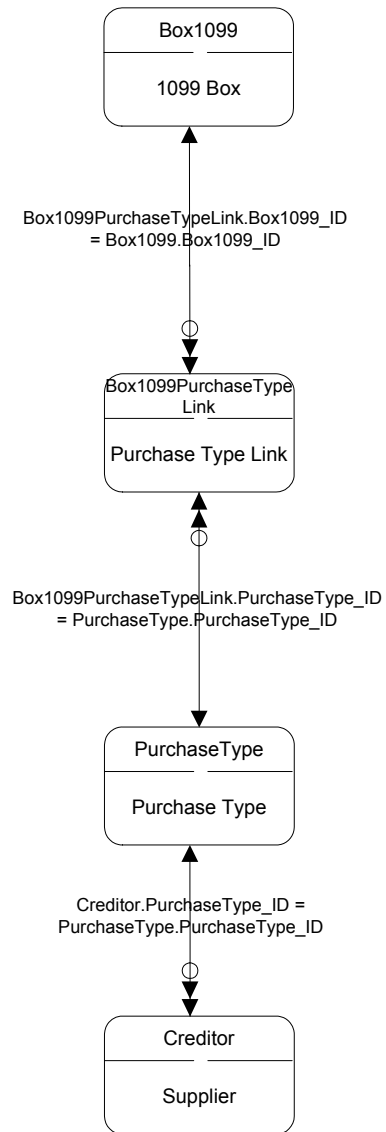 Box1099
1099 Box
Box1099PurchaseTypeLink.Box1099_ID
= Box1099.Box1099_ID
Box1099PurchaseType
Link
Purchase Type Link
Box1099PurchaseTypeLink.PurchaseType_ID
= PurchaseType.PurchaseType_ID
PurchaseType
Purchase Type
Creditor.PurchaseType_ID =
PurchaseType.PurchaseType_ID
Creditor
Supplier